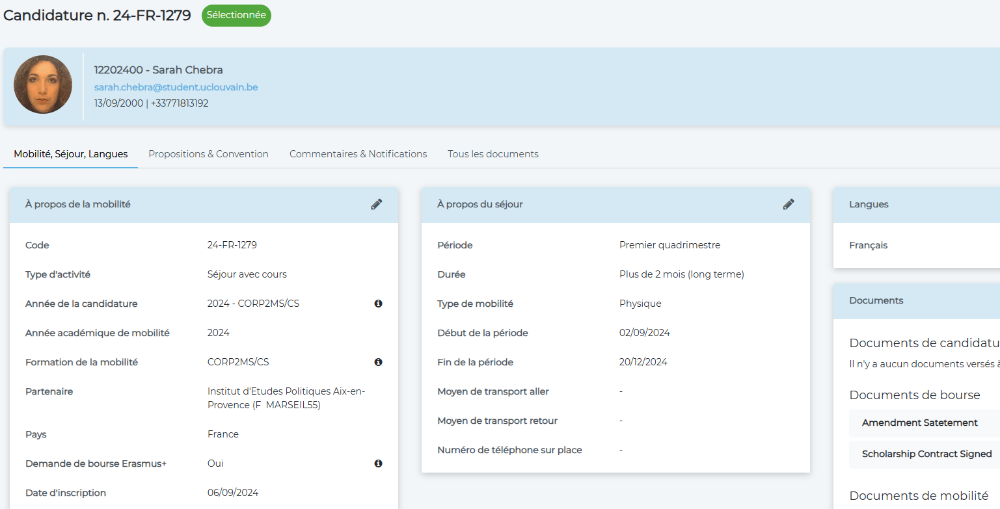 Candidature n. 24-FR-1279 Sélectionnée
12202400 - Sarah Chebra
sarah.chebra@student.uclouvain.be
13/09/2000 | +33771813192
Mobilité, Séjour, Langues Propositions & Convention Commentaires & Notifications Tous les documents
À propos de la mobilité
Code 24-FR-1279
Type d'activité Séjour avec cours
Année de la candidature 2024 - CORP2MS/CS
Année académique de mobilité 2024
Formation de la mobilité CORP2MS/CS
Partenaire Institut d'Etudes Politiques Aix-en-
Provence (F MARSEIL55)
Pays France
Demande de bourse Erasmus+ Oui
Date d'inscription 06/09/2024
À propos du séjour
Période Premier quadrimestre
Durée Plus de 2 mois (long terme)
Type de mobilité Physique
Début de la période 02/09/2024
Fin de la période 20/12/2024
Moyen de transport aller -
Moyen de transport retour -
Numéro de téléphone sur place -
Langues
Français
Documents
Documents de candidatu
Il n'y a aucun documents versés à
Documents de bourse
Amendment Satetement
Scholarship Contract Signed
Documents de mobilité